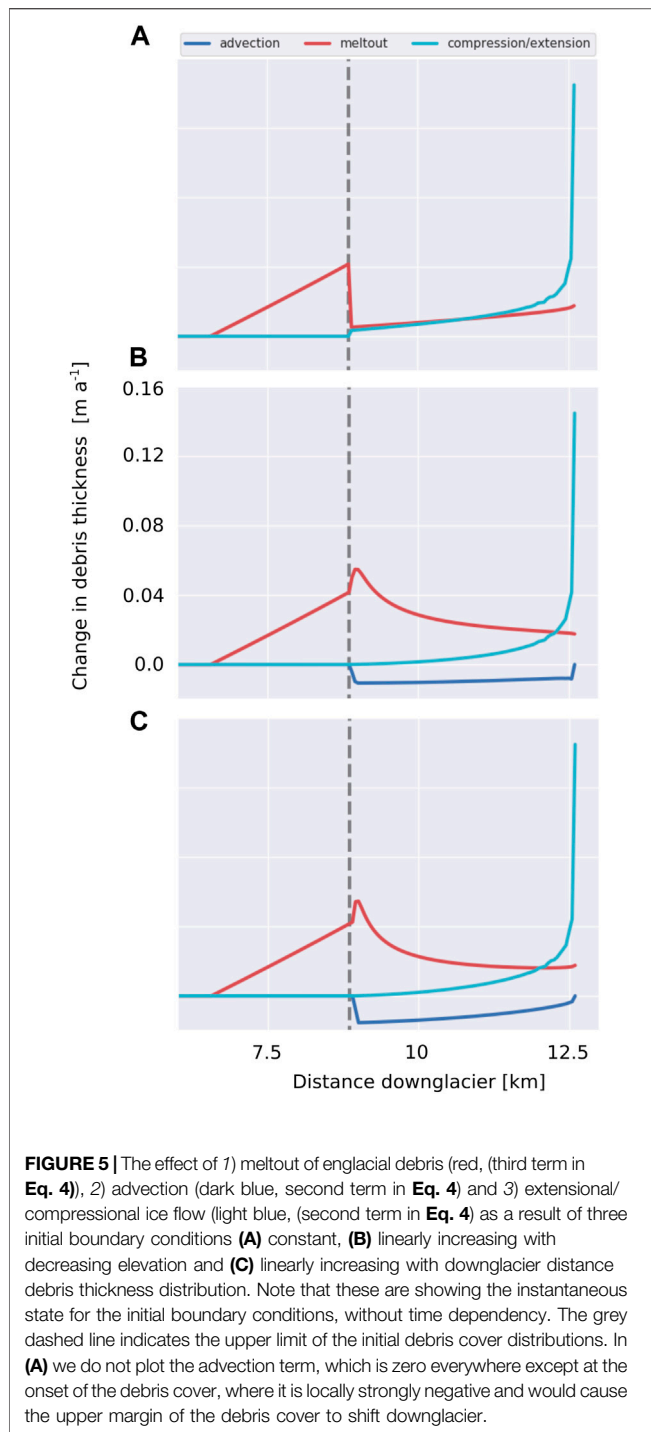 A
advection meltout compression/extension
B
0.16
0.12
0.08
0.04
0.0
Change in debris thickness [m a⁻¹]
C
7.5 10 12.5
Distance downglacier [km]
FIGURE 5 | The effect of 1) meltout of englacial debris (red, (third term in
Eq. 4)), 2) advection (dark blue, second term in Eq. 4) and 3) extensional/
compressional ice flow (light blue, (second term in Eq. 4) as a result of three
initial boundary conditions (A) constant, (B) linearly increasing with
decreasing elevation and (C) linearly increasing with downglacier distance
debris thickness distribution. Note that these are showing the instantaneous
state for the initial boundary conditions, without time dependency. The grey
dashed line indicates the upper limit of the initial debris cover distributions. In
(A) we do not plot the advection term, which is zero everywhere except at the
onset of the debris cover, where it is locally strongly negative and would cause
the upper margin of the debris cover to shift downglacier.